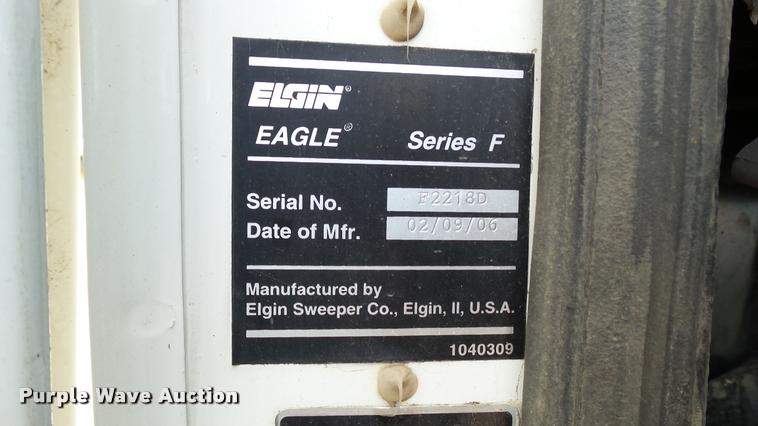 ELGIN®
EAGLE® Series F
Serial No. F2218D
Date of Mfr. 02/09/06
Manufactured by
Elgin Sweeper Co., Elgin, Il, U.S.A.
1040309
Purple Wave Auction